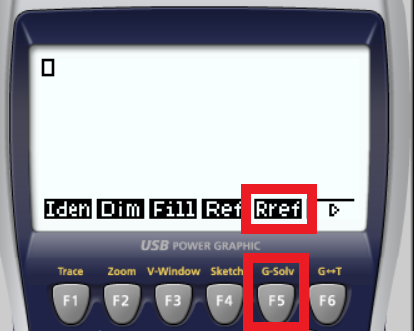 Iden Dim Fill Ref Rref
USB POWER GRAPHIC
Trace Zoom V-Window Sketch G-Solv G↔T
F1 F2 F3 F4 F5 F6